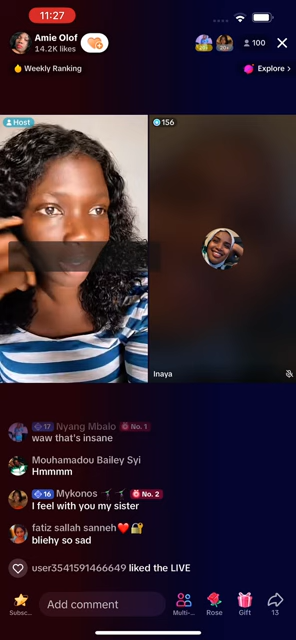 11:27
Amie Olof
14.2K likes
20+
20+
100
Weekly Ranking
Explore >
Host
156
Inaya
17 Nyang Mbalo No. 1
waw that's insane
Mouhamadou Bailey Syi
Hmmmm
16 Mykonos No. 2
I feel with you my sister
fatiz sallah sanneh❤️🔐
bliehy so sad
user3541591466649 liked the LIVE
Subsc...
Add comment
Multi-...
Rose
Gift
13